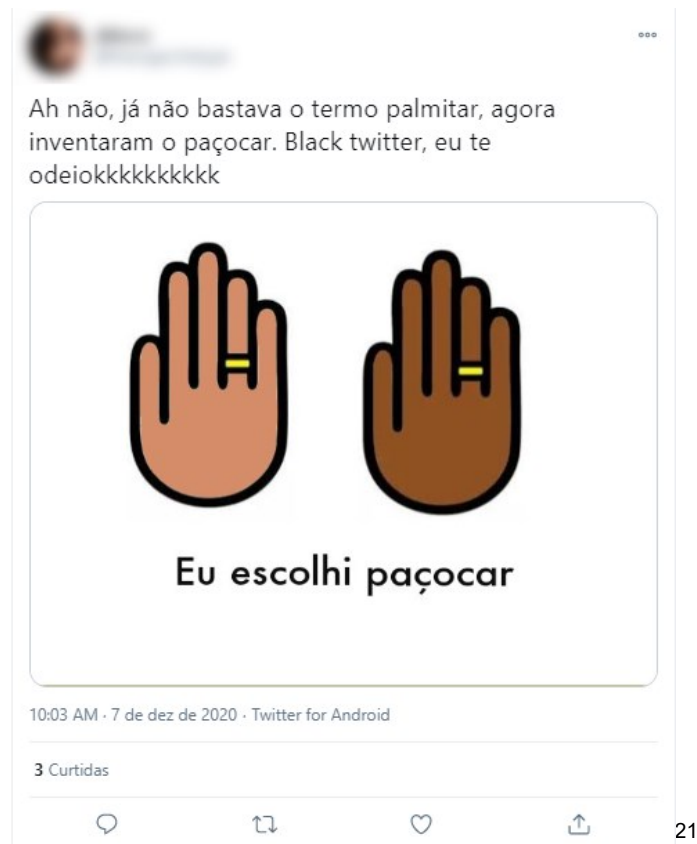 Ah não, já não bastava o termo palmitar, agora
inventaram o paçocar. Black twitter, eu te
odeiokkkkkkkkkk
Eu escolhi paçocar
10:03 AM · 7 de dez de 2020 · Twitter for Android
3 Curtidas
21